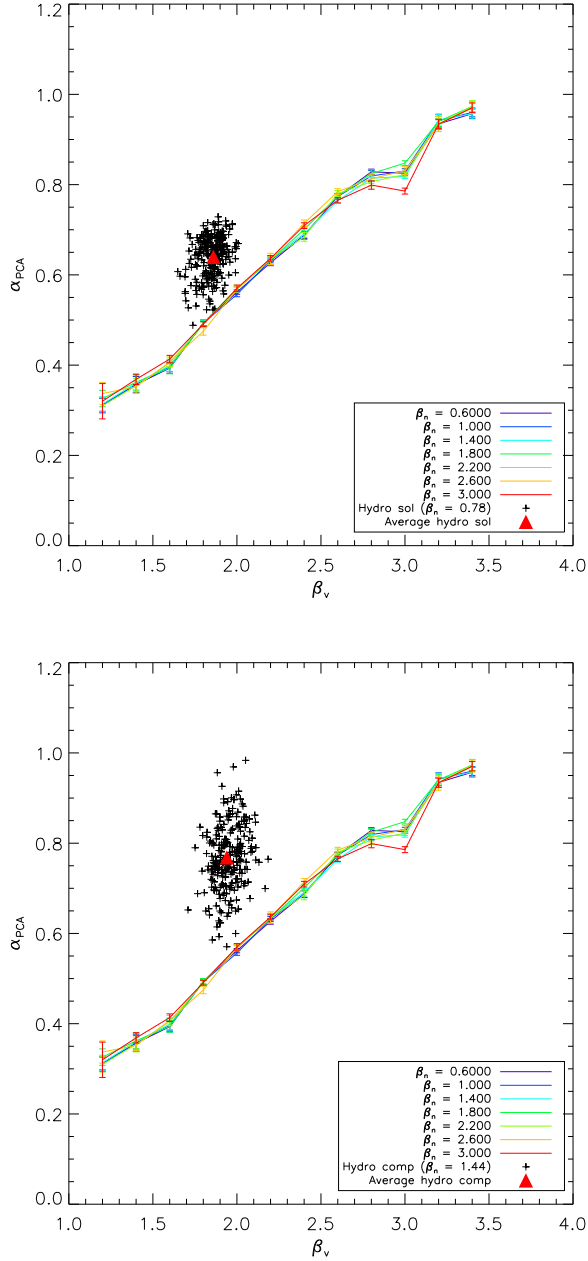 1.2
1.0
0.8
0.6
0.4
0.2
0.0
α_PCA
β_n = 0.6000
β_n = 1.000
β_n = 1.400
β_n = 1.800
β_n = 2.200
β_n = 2.600
β_n = 3.000
Hydro sol (β_n = 0.78)
Average hydro sol
1.0 1.5 2.0 2.5 3.0 3.5 4.0
β_v
1.2
1.0
0.8
0.6
0.4
0.2
0.0
α_PCA
β_n = 0.6000
β_n = 1.000
β_n = 1.400
β_n = 1.800
β_n = 2.200
β_n = 2.600
β_n = 3.000
Hydro comp (β_n = 1.44)
Average hydro comp
1.0 1.5 2.0 2.5 3.0 3.5 4.0
β_v